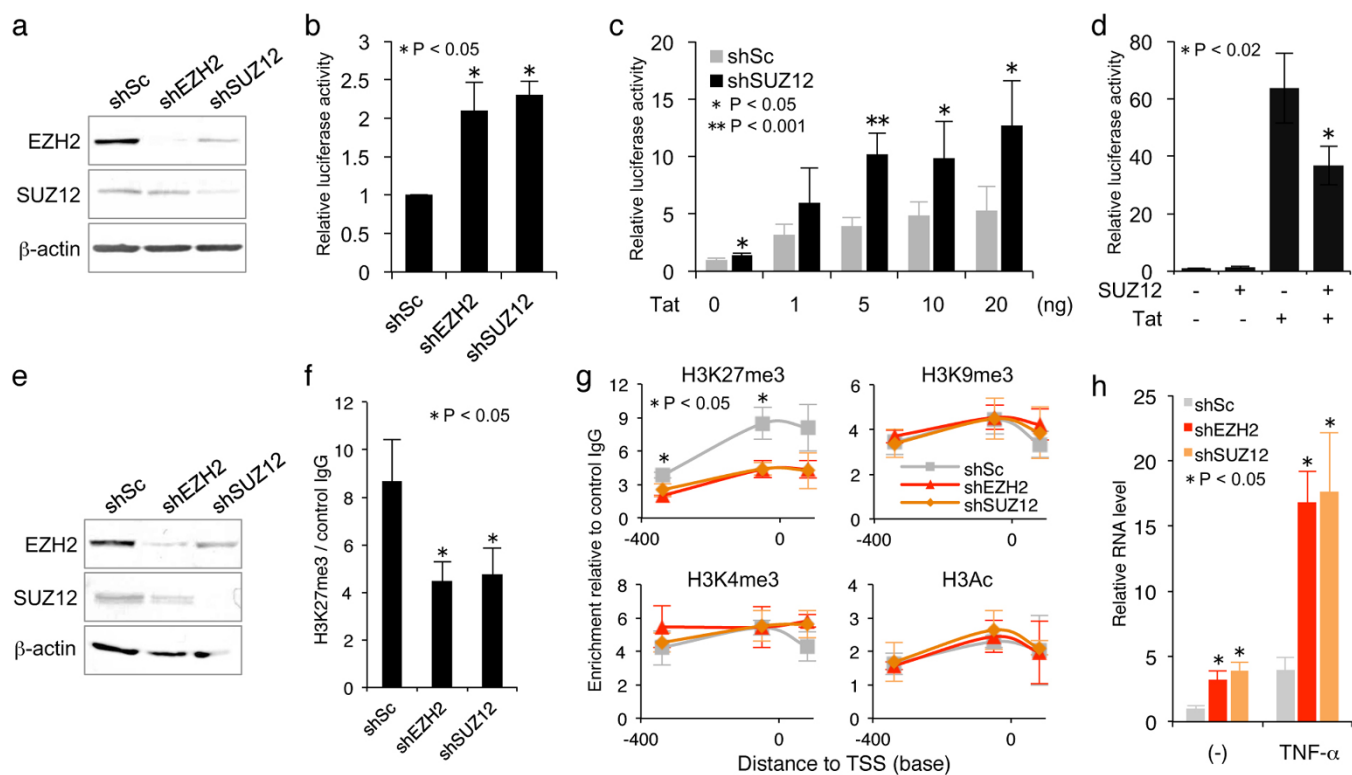 a
shSc
shEZH2
shSUZ12
EZH2
SUZ12
β-actin
b
Relative luciferase activity
3
2.5
2
1.5
1
0.5
0
* P < 0.05
*
*
shSc
shEZH2
shSUZ12
c
Relative luciferase activity
20
15
10
5
0
shSc
shSUZ12
* P < 0.05
** P < 0.001
*
**
*
*
Tat 0 1 5 10 20 (ng)
d
Relative luciferase activity
80
60
40
20
0
* P < 0.02
*
SUZ12 - + - +
Tat - - + +
e
shSc
shEZH2
shSUZ12
EZH2
SUZ12
β-actin
f
H3K27me3 / control IgG
12
10
8
6
4
2
0
* P < 0.05
*
*
shSc
shEZH2
shSUZ12
g
Enrichment relative to control IgG
H3K27me3
12
9
6
3
0
* P < 0.05
*
*
-400 0
H3K9me3
6
4
2
0
shSc
shEZH2
shSUZ12
-400 0
H3K4me3
8
6
4
2
0
-400 0
H3Ac
4
3
2
1
0
-400 0
Distance to TSS (base)
h
Relative RNA level
25
20
15
10
5
0
shSc
shEZH2
shSUZ12
* P < 0.05
* *
* *
(-) TNF-α